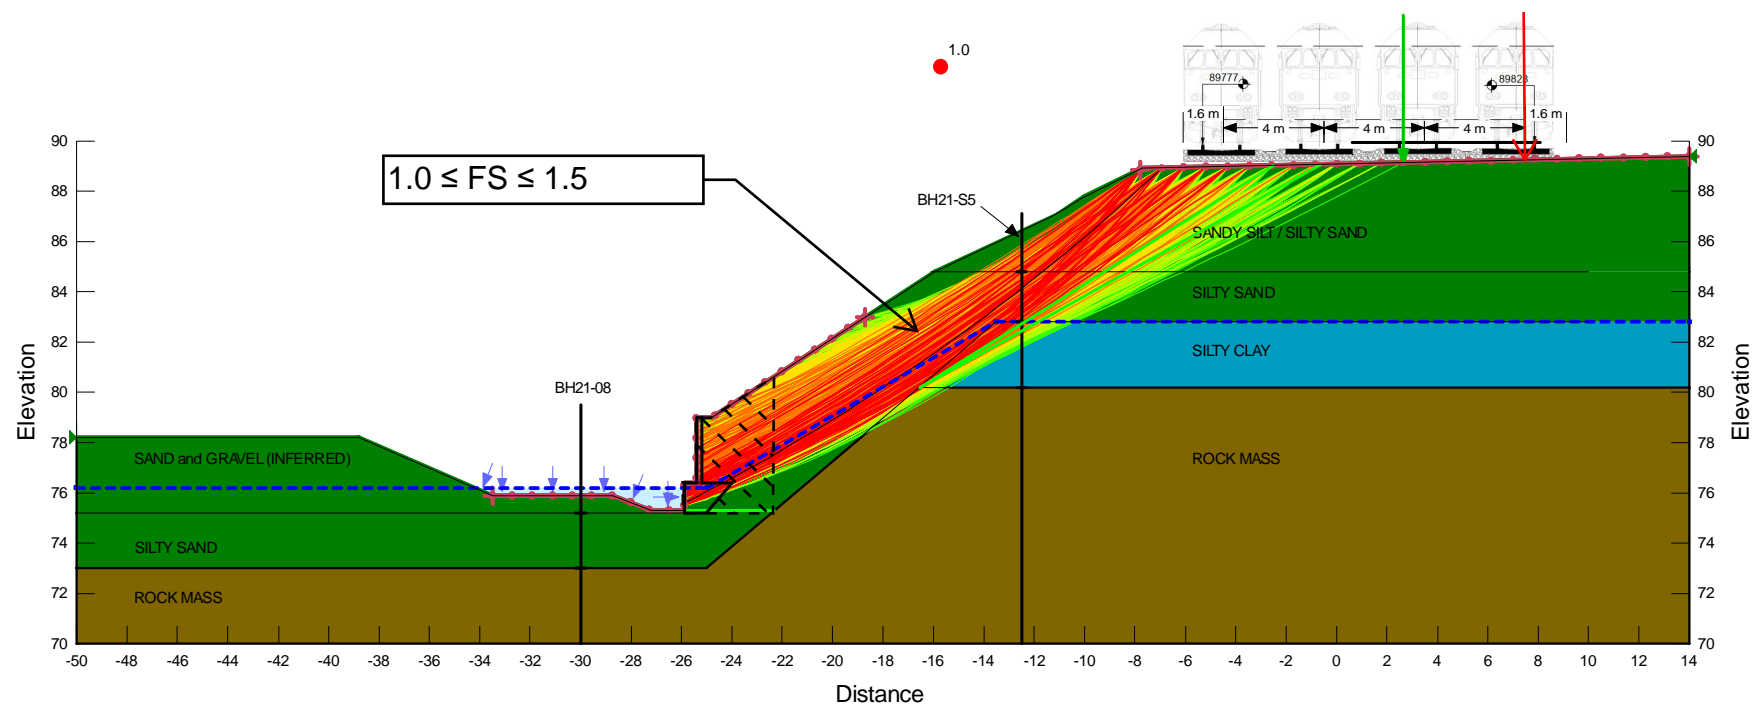 1.0
89777
89828
1.6 m
1.6 m
4 m
4 m
4 m
90
90
1.0 ≤ FS ≤ 1.5
88
88
BH21-S5
86
SANDY SILT / SILTY SAND
86
84
SILTY SAND
84
82
SILTY CLAY
82
Elevation
Elevation
80
BH21-08
80
78
SAND and GRAVEL (INFERRED)
ROCK MASS
78
76
76
74
SILTY SAND
74
72
ROCK MASS
72
70
70
-50 -48 -46 -44 -42 -40 -38 -36 -34 -32 -30 -28 -26 -24 -22 -20 -18 -16 -14 -12 -10 -8 -6 -4 -2 0 2 4 6 8 10 12 14
Distance